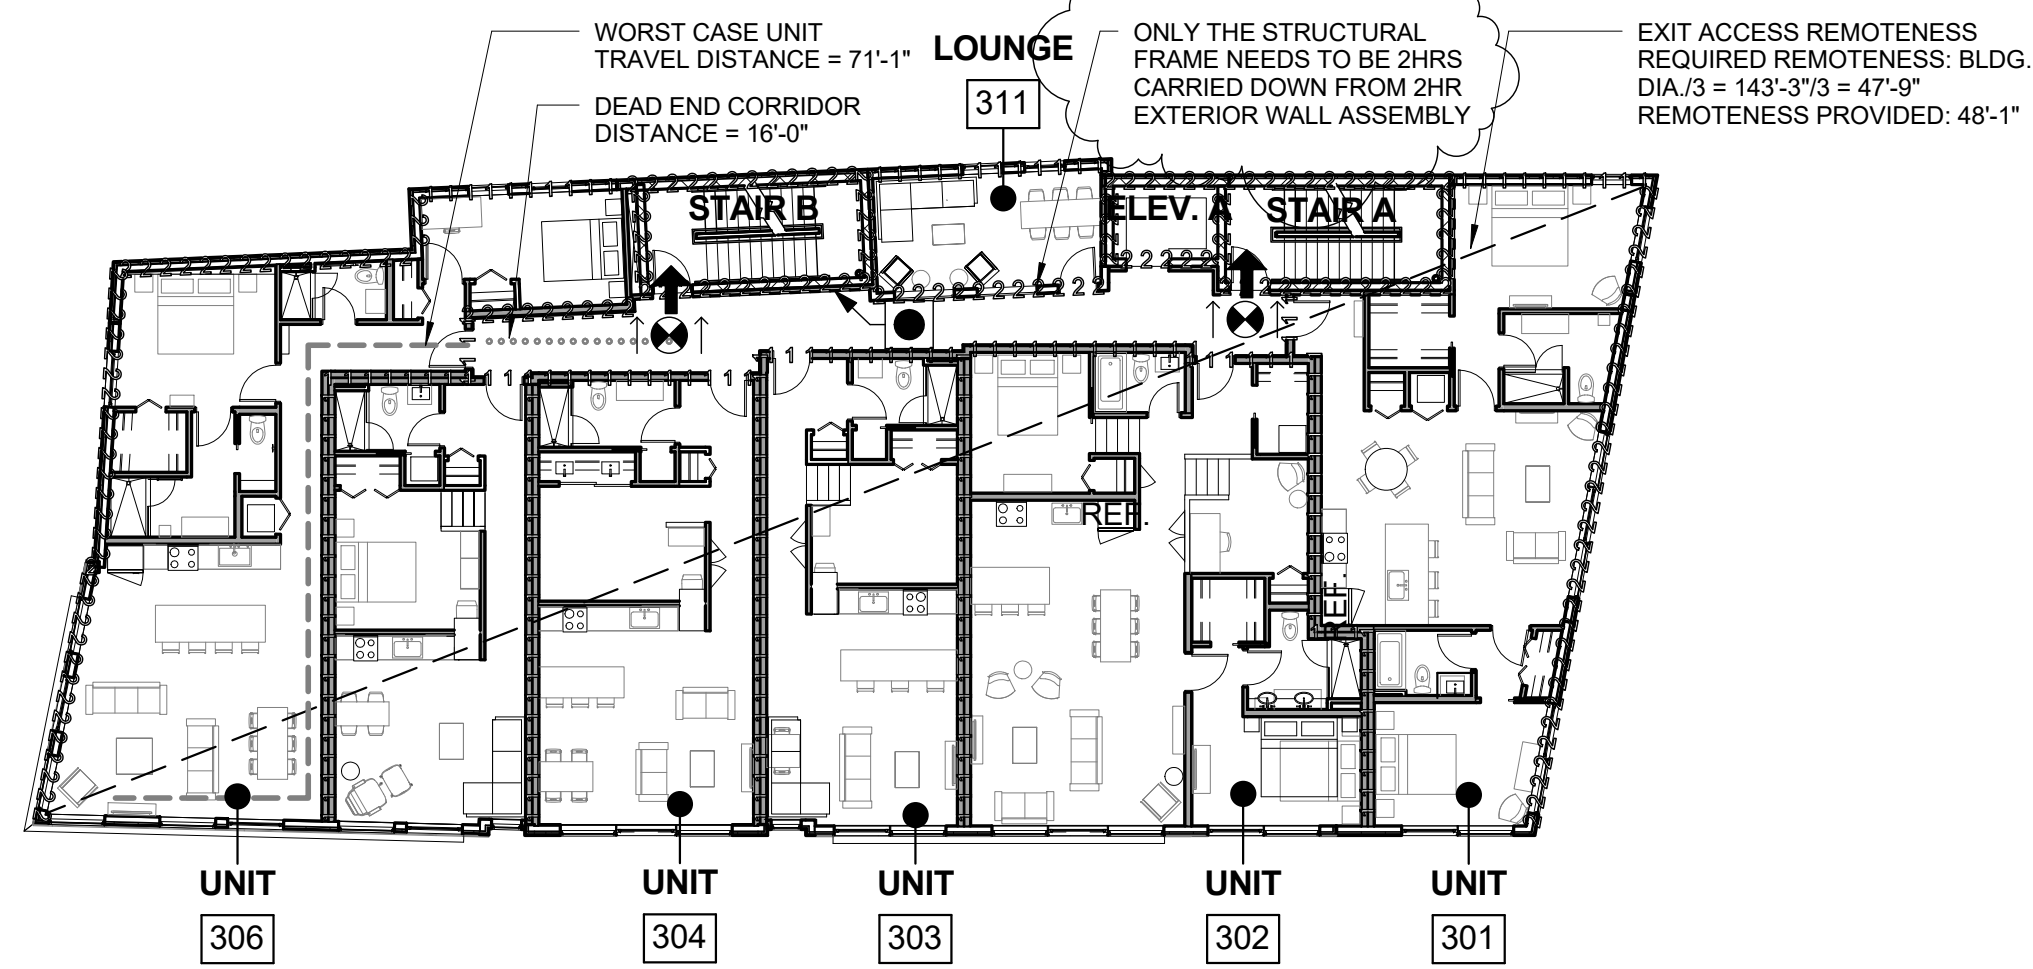 WORST CASE UNIT
TRAVEL DISTANCE = 71'-1"
DEAD END CORRIDOR
DISTANCE = 16'-0"
LOUNGE
311
ONLY THE STRUCTURAL
FRAME NEEDS TO BE 2HRS
CARRIED DOWN FROM 2HR
EXTERIOR WALL ASSEMBLY
EXIT ACCESS REMOTENESS
REQUIRED REMOTENESS: BLDG.
DIA./3 = 143'-3"/3 = 47'-9"
REMOTENESS PROVIDED: 48'-1"
STAIR B
ELEV. A
STAIR A
REF.
UNIT
306
UNIT
304
UNIT
303
UNIT
302
UNIT
301